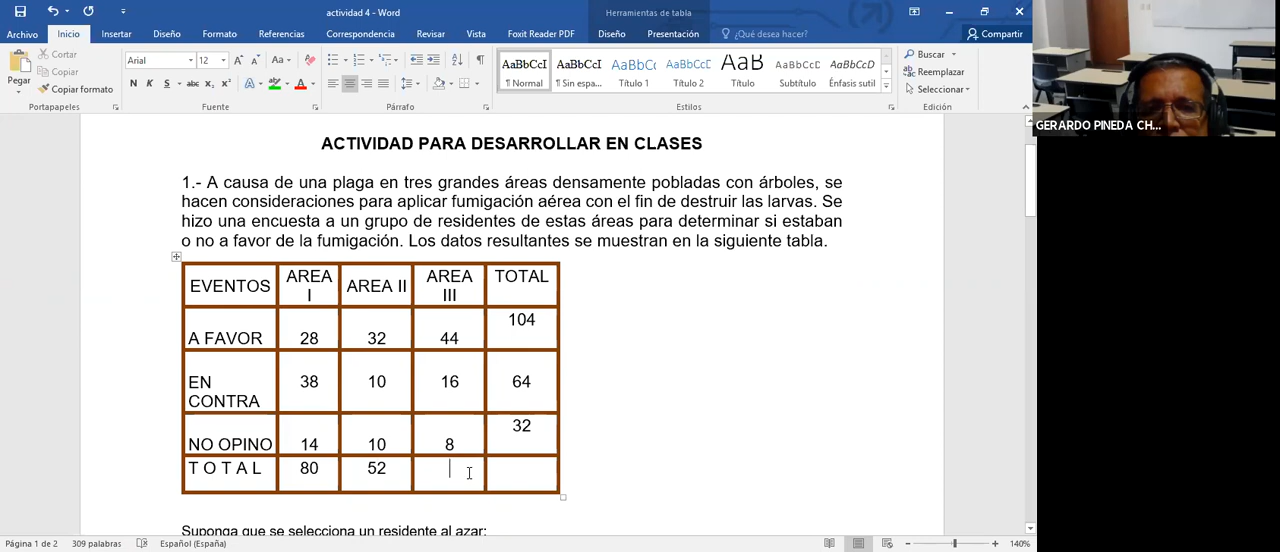 actividad 4 - Word
Herramientas de tabla
Archivo Inicio Insertar Diseño Formato Referencias Correspondencia Revisar Vista Foxit Reader PDF Diseño Presentación ¿Qué desea hacer? Compartir
Pegar
Cortar
Copiar
Copiar formato
Portapapeles
Arial 12
N K S abc
Fuente
Párrafo
AaBbCcI AaBbCcI AaBbCc AaBbCcD AaB AaBbCcC AaBbCcD
¶ Normal ¶ Sin espa... Título 1 Título 2 Título Subtítulo Énfasis sutil
Estilos
Buscar
Reemplazar
Seleccionar
Edición
GERARDO PINEDA CH...
ACTIVIDAD PARA DESARROLLAR EN CLASES
1.- A causa de una plaga en tres grandes áreas densamente pobladas con árboles, se
hacen consideraciones para aplicar fumigación aérea con el fin de destruir las larvas. Se
hizo una encuesta a un grupo de residentes de estas áreas para determinar si estaban
o no a favor de la fumigación. Los datos resultantes se muestran en la siguiente tabla.
EVENTOS AREA I AREA II AREA III TOTAL
A FAVOR 28 32 44 104
EN CONTRA 38 10 16 64
NO OPINO 14 10 8 32
T O T A L 80 52
Suponga que se selecciona un residente al azar:
Página 1 de 2 309 palabras Español (España) 140%